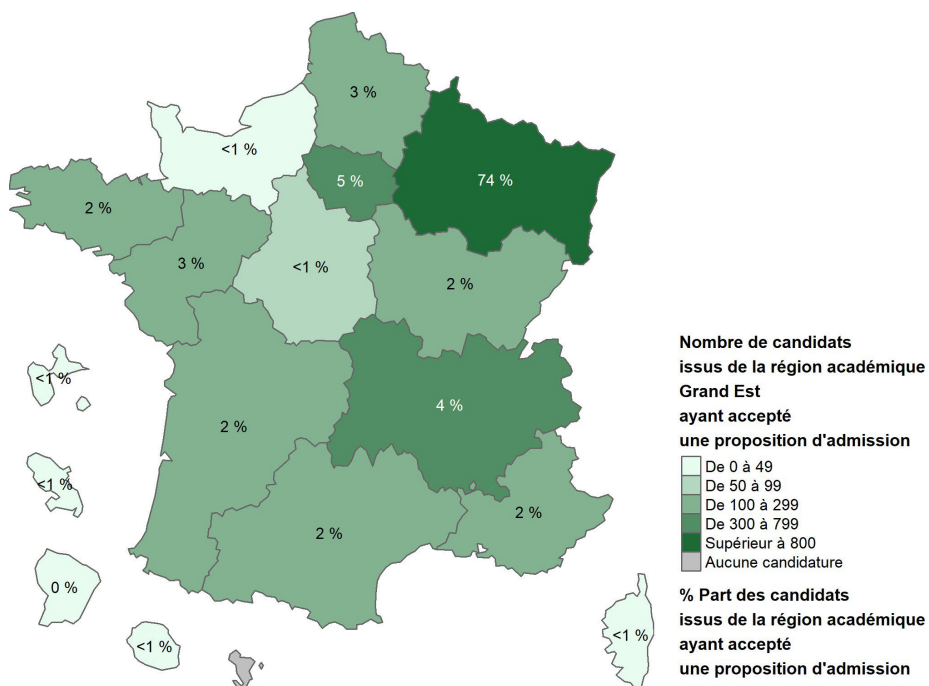 3 %
<1 %
5 %
74 %
2 %
3 %
<1 %
2 %
<1 %
2 %
4 %
<1 %
2 %
2 %
0 %
<1 %
<1 %
Nombre de candidats
issus de la région académique
Grand Est
ayant accepté
une proposition d'admission
De 0 à 49
De 50 à 99
De 100 à 299
De 300 à 799
Supérieur à 800
Aucune candidature
% Part des candidats
issus de la région académique
ayant accepté
une proposition d'admission